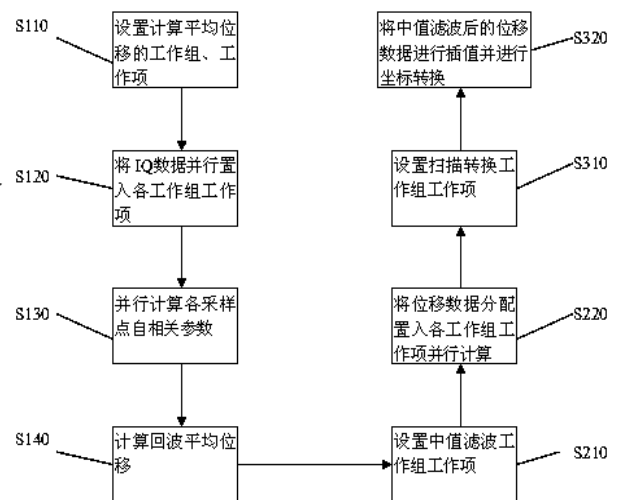 S110
设置计算平均位
移的工作组、工
作项
S120
将 IQ数据并行置
入各工作组工作
项
S130
并行计算各采样
点自相关参数
S140
计算回波平均位
移
设置中值滤波工
作组工作项
S210
将位移数据分配
置入各工作组工
作项并行计算
S220
设置扫描转换工
作组工作项
S310
将中值滤波后的位移
数据进行插值并进行
坐标转换
S320